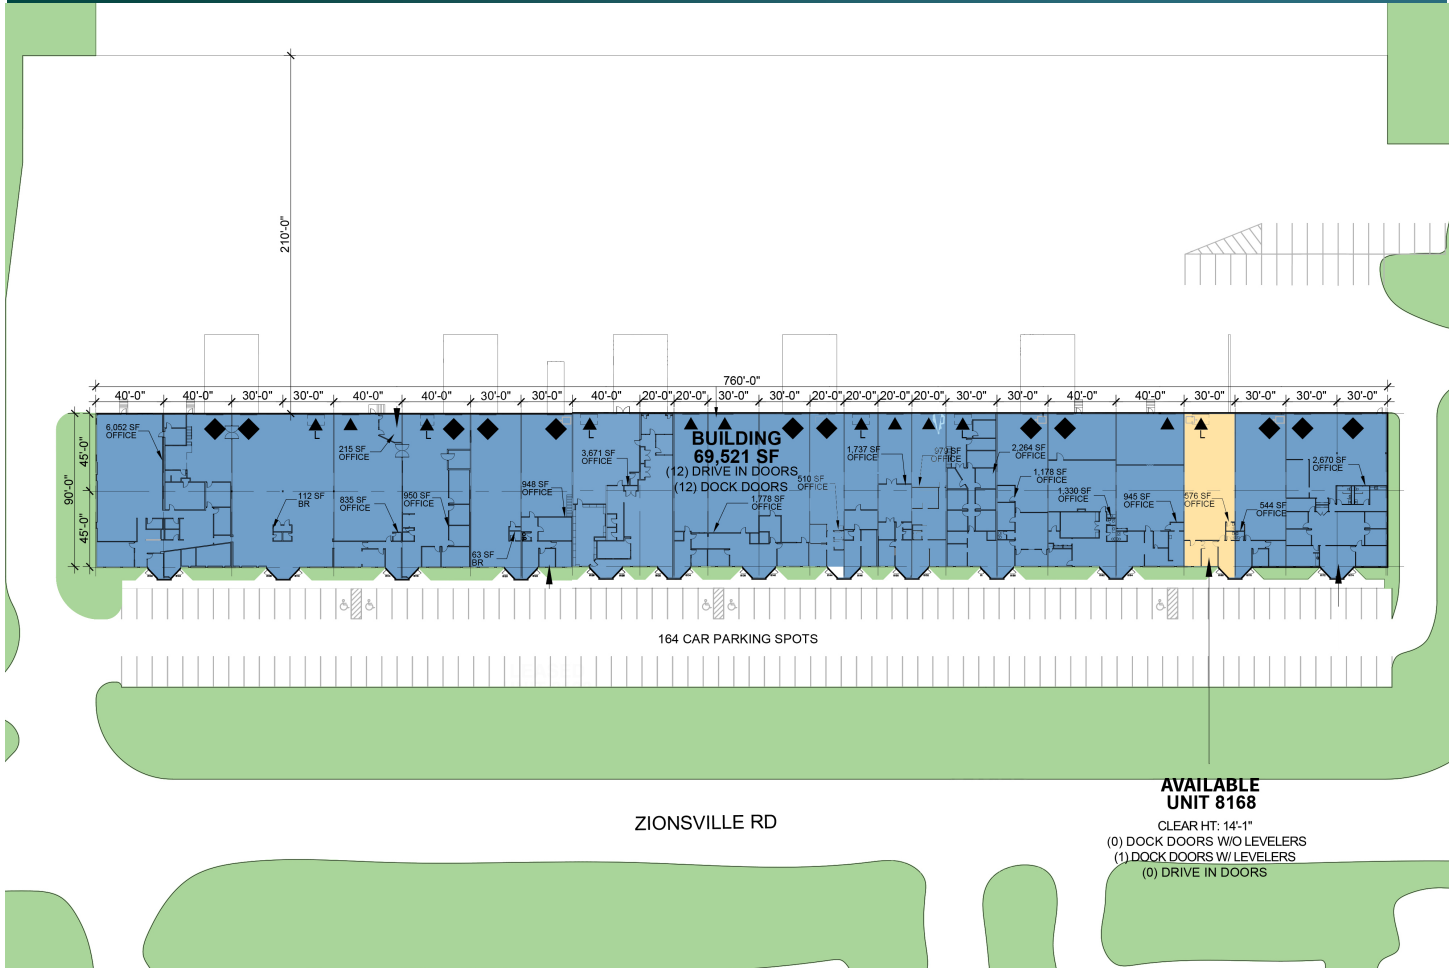 210'-0"
760'-0"
40'-0" 40'-0" 30'-0" 30'-0" 40'-0" 40'-0" 30'-0" 30'-0" 40'-0" 20'-0" 20'-0" 30'-0" 30'-0" 20'-0" 20'-0" 20'-0" 30'-0" 30'-0" 40'-0" 40'-0" 30'-0" 30'-0" 30'-0" 30'-0"
90'-0"
45'-0"
45'-0"
6,052 SF
OFFICE
112 SF
BR
215 SF
OFFICE
835 SF
OFFICE
950 SF
OFFICE
63 SF
BR
948 SF
OFFICE
3,671 SF
OFFICE
L
L
L
L
L
BUILDING
69,521 SF
(12) DRIVE IN DOORS
(12) DOCK DOORS
1,778 SF
OFFICE
510 SF
OFFICE
1,737 SF
OFFICE
OFFICE
2,264 SF
OFFICE
1,178 SF
OFFICE
1,330 SF
OFFICE
945 SF
OFFICE
576 SF
OFFICE
544 SF
OFFICE
2,670 SF
OFFICE
164 CAR PARKING SPOTS
ZIONSVILLE RD
AVAILABLE
UNIT 8168
CLEAR HT: 14'-1"
(0) DOCK DOORS W/O LEVELERS
(1) DOCK DOORS W/ LEVELERS
(0) DRIVE IN DOORS